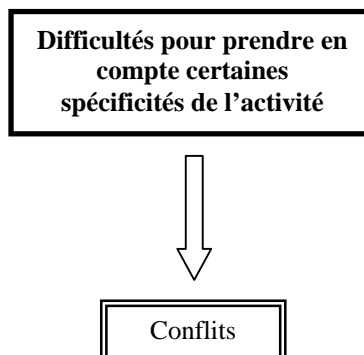 Difficultés pour prendre en
compte certaines
spécificités de l’activité
Conflits